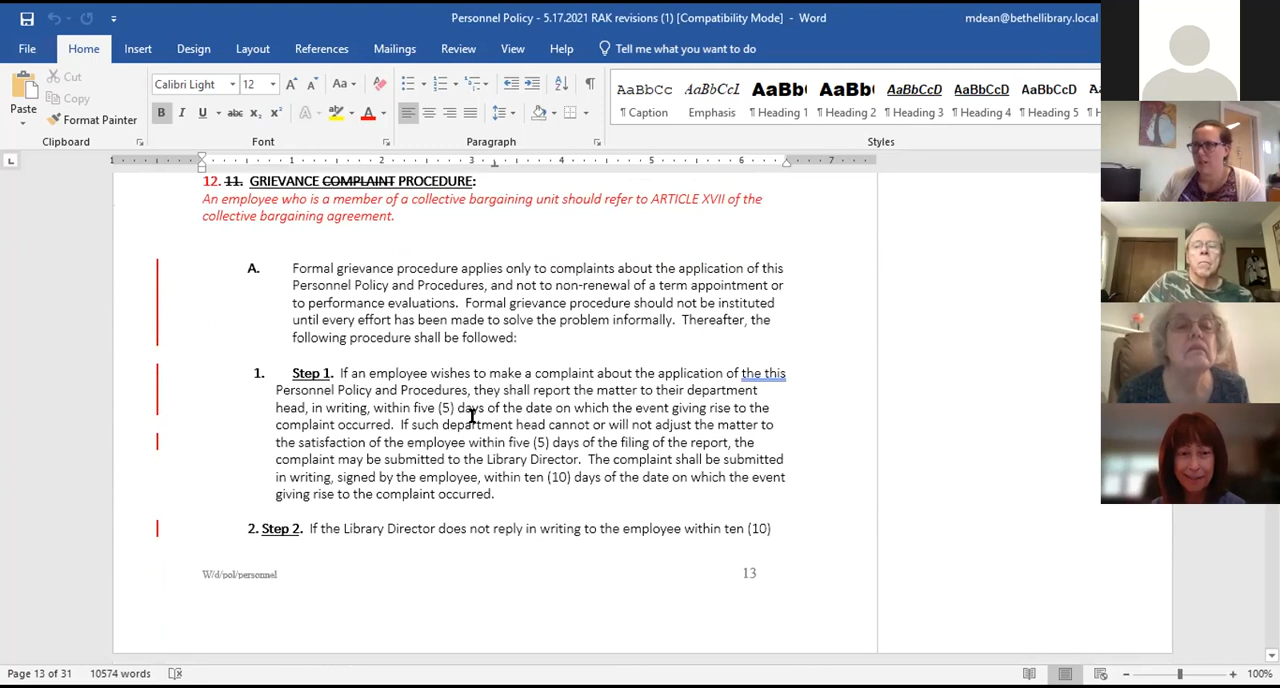 Personnel Policy - 5.17.2021 RAK revisions (1) [Compatibility Mode] - Word
mdean@bethellibrary.local
File Home Insert Design Layout References Mailings Review View Help Tell me what you want to do
Paste
Cut
Copy
Format Painter
Calibri Light 12
Aa
B I U abc x₂ x²
AaBbCc AaBbCcI AaBb( AaBb( AaBbCcD AaBbCcD AaBbCcD
¶ Caption Emphasis ¶ Heading 1 ¶ Heading 2 ¶ Heading 3 ¶ Heading 4 ¶ Heading 5
Clipboard Font Paragraph Styles
1 1 2 3 4 5 6 7
12. 11. GRIEVANCE COMPLAINT PROCEDURE:
An employee who is a member of a collective bargaining unit should refer to ARTICLE XVII of the
collective bargaining agreement.
A. Formal grievance procedure applies only to complaints about the application of this
Personnel Policy and Procedures, and not to non-renewal of a term appointment or
to performance evaluations. Formal grievance procedure should not be instituted
until every effort has been made to solve the problem informally. Thereafter, the
following procedure shall be followed:
1. Step 1. If an employee wishes to make a complaint about the application of the this
Personnel Policy and Procedures, they shall report the matter to their department
head, in writing, within five (5) days of the date on which the event giving rise to the
complaint occurred. If such department head cannot or will not adjust the matter to
the satisfaction of the employee within five (5) days of the filing of the report, the
complaint may be submitted to the Library Director. The complaint shall be submitted
in writing, signed by the employee, within ten (10) days of the date on which the event
giving rise to the complaint occurred.
2. Step 2. If the Library Director does not reply in writing to the employee within ten (10)
W/d/pol/personnel 13
Page 13 of 31 10574 words
100%